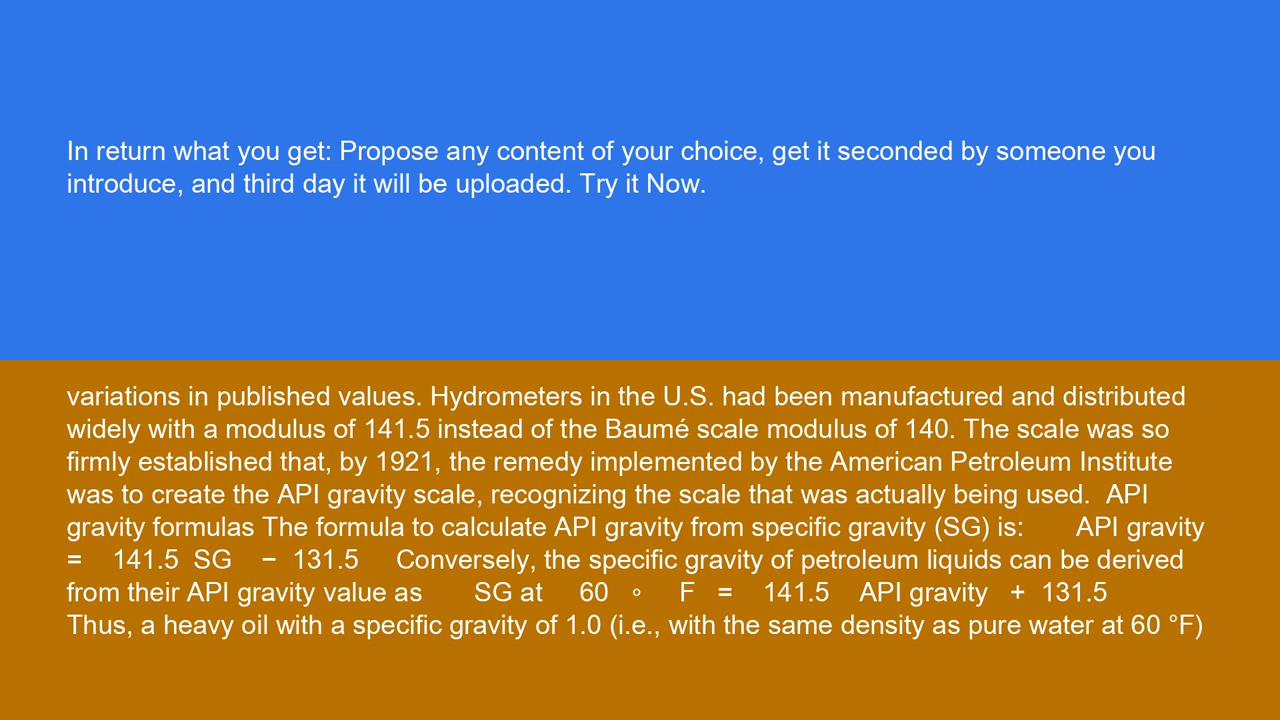 In return what you get: Propose any content of your choice, get it seconded by someone you
introduce, and third day it will be uploaded. Try it Now.
variations in published values. Hydrometers in the U.S. had been manufactured and distributed
widely with a modulus of 141.5 instead of the Baumé scale modulus of 140. The scale was so
firmly established that, by 1921, the remedy implemented by the American Petroleum Institute
was to create the API gravity scale, recognizing the scale that was actually being used.  API
gravity formulas The formula to calculate API gravity from specific gravity (SG) is:       API gravity
=    141.5  SG    −  131.5     Conversely, the specific gravity of petroleum liquids can be derived
from their API gravity value as       SG at     60   ∘     F   =    141.5    API gravity   +  131.5
Thus, a heavy oil with a specific gravity of 1.0 (i.e., with the same density as pure water at 60 °F)